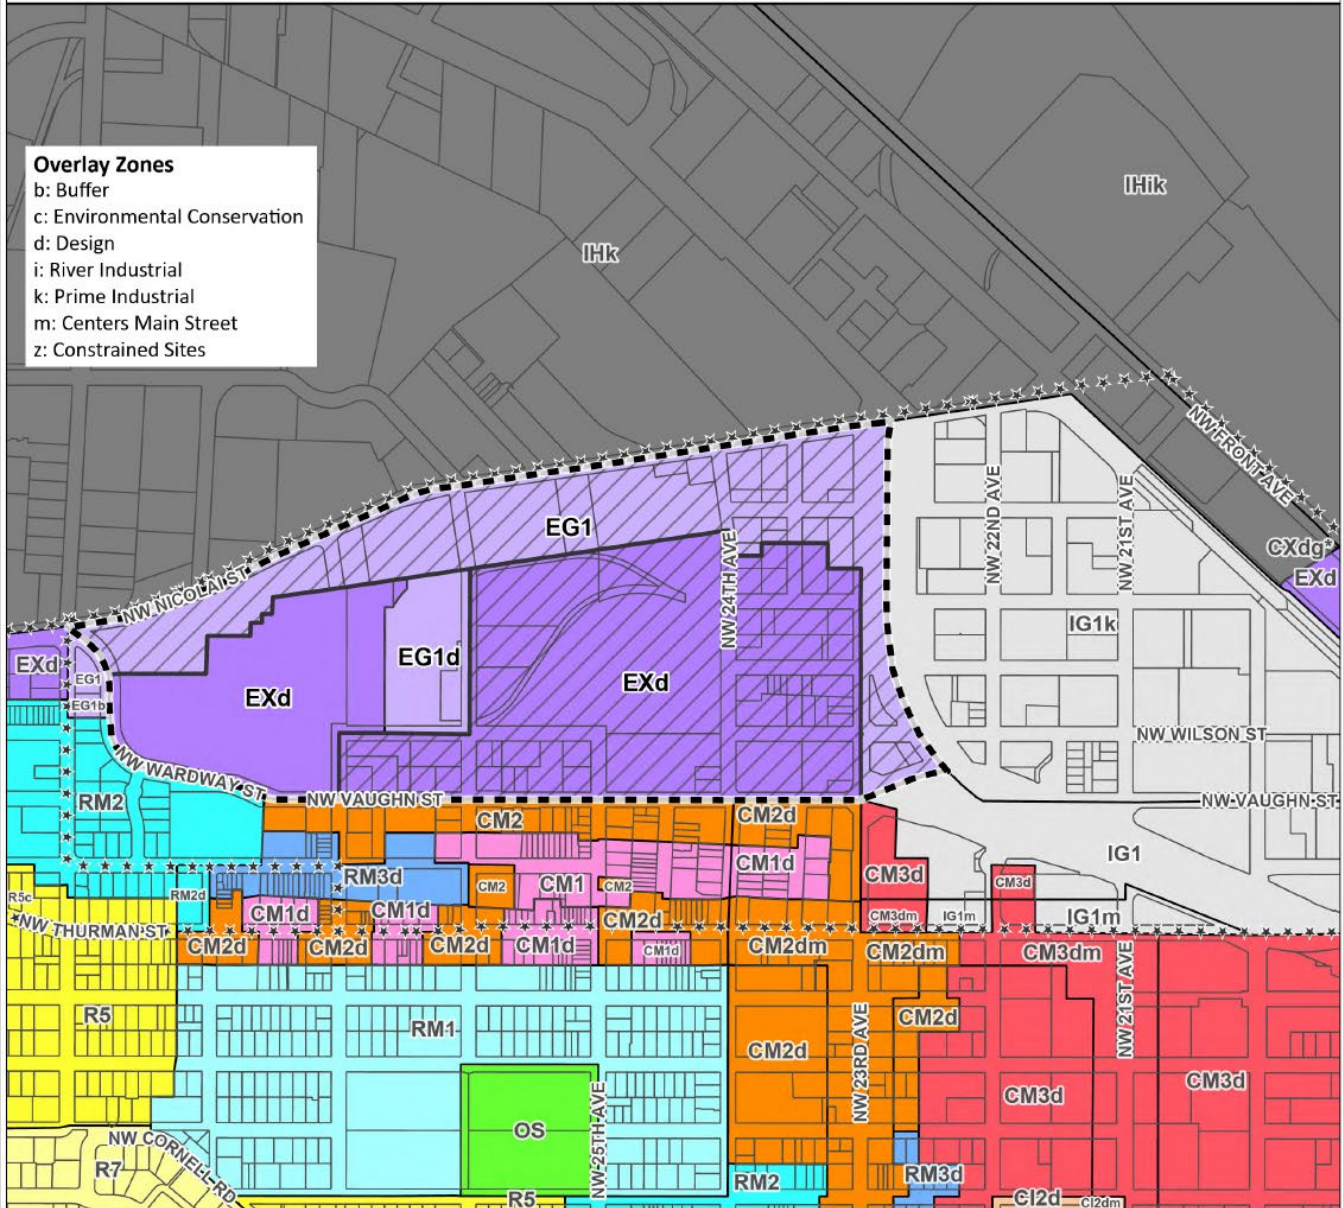 Overlay Zones
b: Buffer
c: Environmental Conservation
d: Design
i: River Industrial
k: Prime Industrial
m: Centers Main Street
z: Constrained Sites
IHik
IHk
NW FRONT AVE
NW 22ND AVE
NW 21ST AVE
EG1
NW 24TH AVE
CXdg*
EXd
NW NICOLAI ST
IG1k
EXd
EG1
EG1d
EXd
EXd
EG1b
NW WILSON ST
NW WARDWAY ST
NW VAUGHN ST
NW VAUGHN ST
RM2
CM2
CM2d
IG1
CM1d
RM3d
CM3d
CM3d
CM2
CM1
CM2
R5c
RM2d
CM1d
CM1d
CM2d
CM3dm
IG1m
IG1m
NW THURMAN ST
CM2d
CM2d
CM2d
CM1d
CM1d
CM2dm
CM2dm
CM3dm
NW 21ST AVE
R5
RM1
CM2d
CM2d
NW 23RD AVE
CM3d
CM3d
OS
NW 25TH AVE
NW CORNELL RD
R7
RM2
RM3d
R5
CI2d
CI2dm